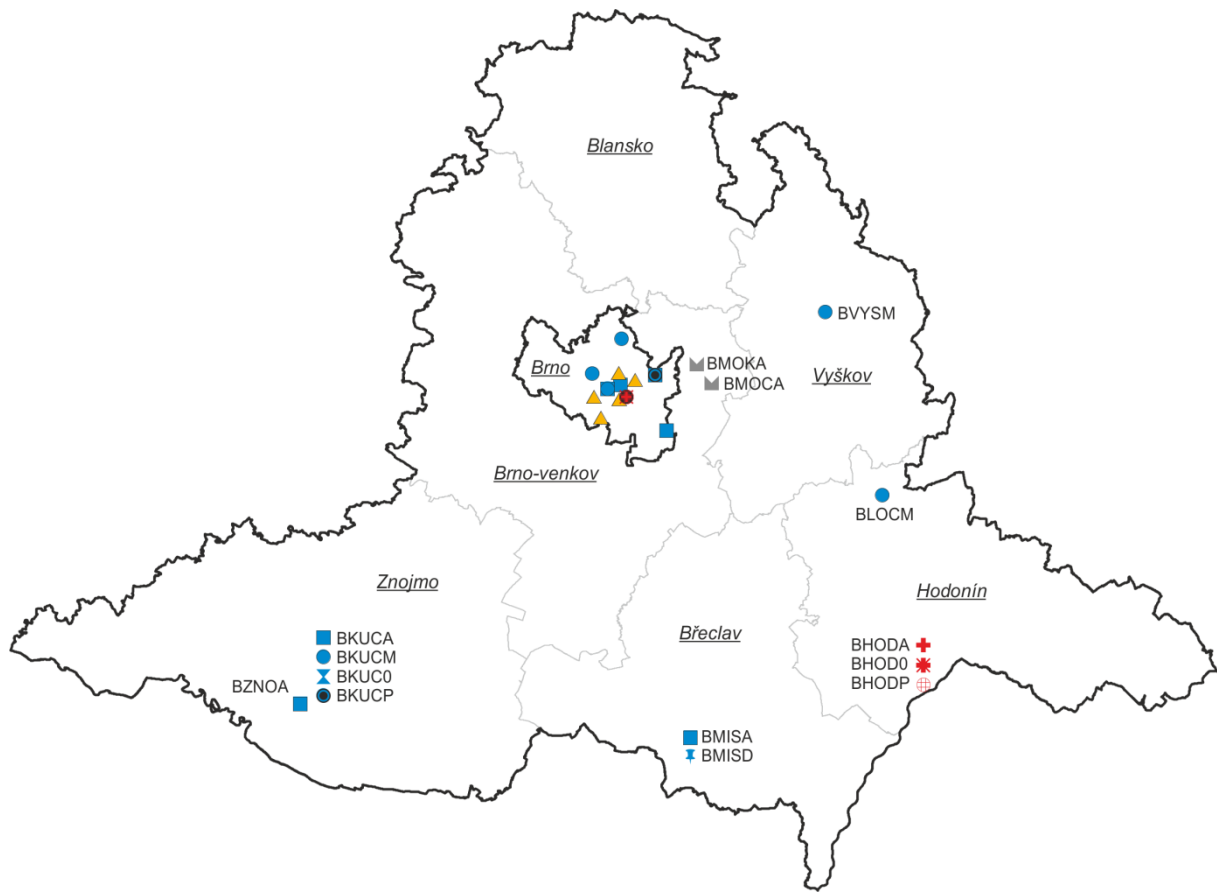 Blansko
BVYSM
Brno
BMOKA
BMOCA
Vyškov
Brno-venkov
BLOCM
Znojmo
Hodonín
BKUCA
Břeclav
BHODA
BKUCM
BHOD0
BKUC0
BHODP
BZNOA
BKUCP
BMISA
BMISD